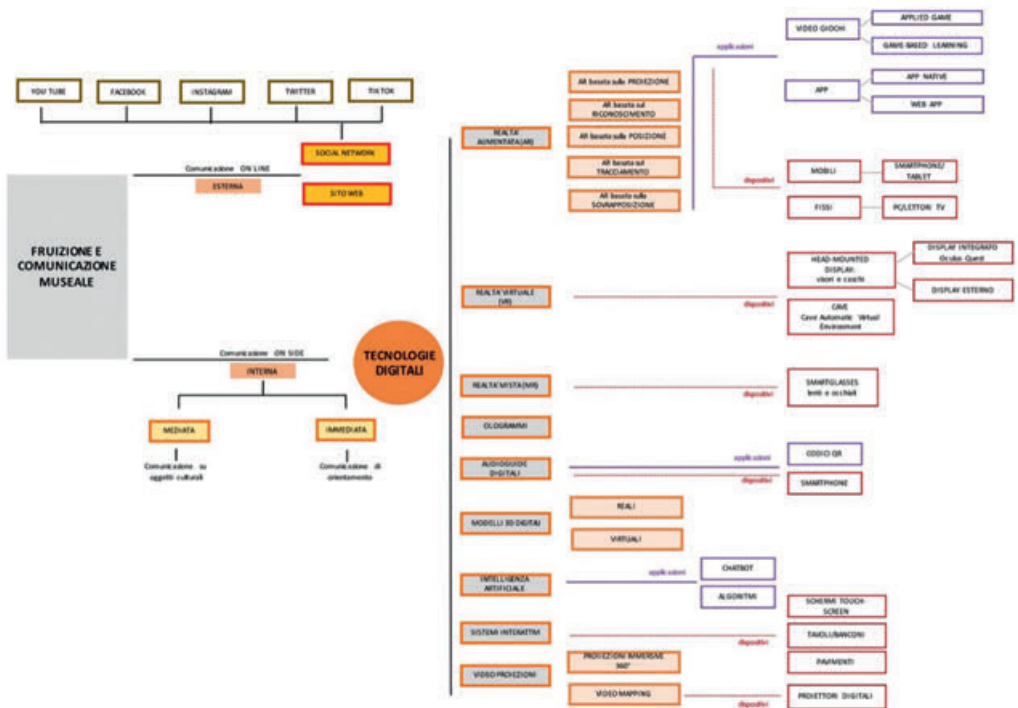 YOU TUBE
FACEBOOK
INSTAGRAM
TWITTER
TIKTOK
SOCIAL NETWORK
Comunicazione ON LINE
ESTERNA
SITO WEB
FRUIZIONE E
COMUNICAZIONE
MUSEALE
Comunicazione ON SIDE
INTERNA
MEDIATA
IMMEDIATA
Comunicazione su
oggetti culturali
Comunicazione di
orientamento
TECNOLOGIE
DIGITALI
REALTA'
AUMENTATA (AR)
AR basata sulla PROIEZIONE
AR basata sul
RICONOSCIMENTO
AR basata sulla POSIZIONE
AR basata sul
TRACCIAMENTO
AR basata sulla
SOVRAPPOSIZIONE
applicazioni
VIDEO GIOCHI
APPLIED GAME
GAME-BASED LEARNING
APP
APP NATIVE
WEB APP
dispositivi
MOBILI
SMARTPHONE/
TABLET
FISSI
PC/LETTORI TV
REALTA' VIRTUALE
(VR)
dispositivi
HEAD-MOUNTED
DISPLAY:
visori e caschi
DISPLAY INTEGRATO
Oculus Quest
DISPLAY ESTERNO
CAVE
Cave Automatic Virtual
Environment
REALTA' MISTA (MR)
dispositivi
SMARTGLASSES
lenti e occhiali
OLOGRAMMI
AUDIOGUIDE
DIGITALI
applicazioni
CODICI QR
dispositivi
SMARTPHONE
MODELLI 3D DIGITALI
REALI
VIRTUALI
INTELLIGENZA
ARTIFICIALE
applicazioni
CHATBOT
ALGORITMI
SISTEMI INTERATTIVI
dispositivi
SCHERMI TOUCH-
SCREEN
TAVOLI/BANCONI
PAVIMENTI
VIDEO PROIEZIONI
PROIEZIONI IMMERSIVE
360°
VIDEO MAPPING
dispositivi
PROIETTORI DIGITALI